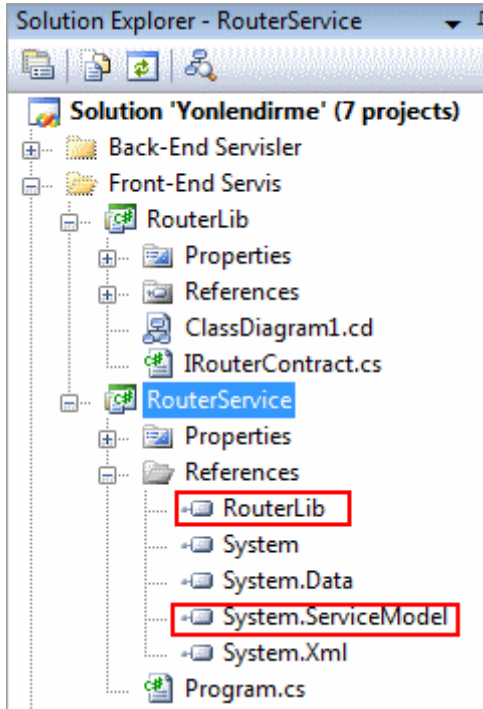 Solution Explorer - RouterService
Solution 'Yonlendirme' (7 projects)
Back-End Servisler
Front-End Servis
RouterLib
Properties
References
ClassDiagram1.cd
IRouterContract.cs
RouterService
Properties
References
RouterLib
System
System.Data
System.ServiceModel
System.Xml
Program.cs